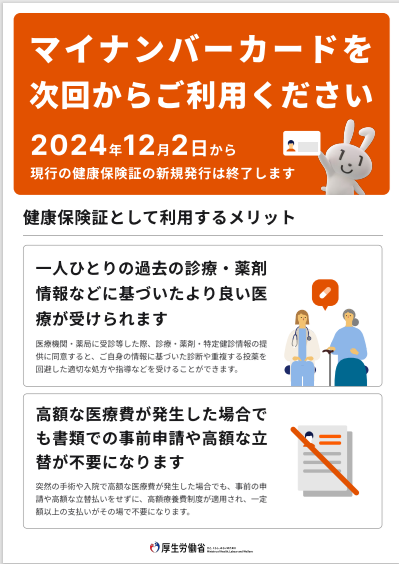 マイナンバーカードを
次回からご利用ください
2024年12月2日から
現行の健康保険証の新規発行は終了します
健康保険証として利用するメリット
一人ひとりの過去の診療・薬剤
情報などに基づいたより良い医
療が受けられます
医療機関・薬局に受診等した際、診療・薬剤・特定健診情報の提
供に同意すると、ご自身の情報に基づいた診断や重複する投薬を
回避した適切な処方や指導などを受けることができます。
高額な医療費が発生した場合で
も書類での事前申請や高額な立
替が不要になります
突然の手術や入院で高額な医療費が発生した場合でも、事前の申
請や高額な立替払いをせずに、高額療養費制度が適用され、一定
額以上の支払いがその場で不要になります。
厚生労働省
Ministry of Health, Labour and Welfare